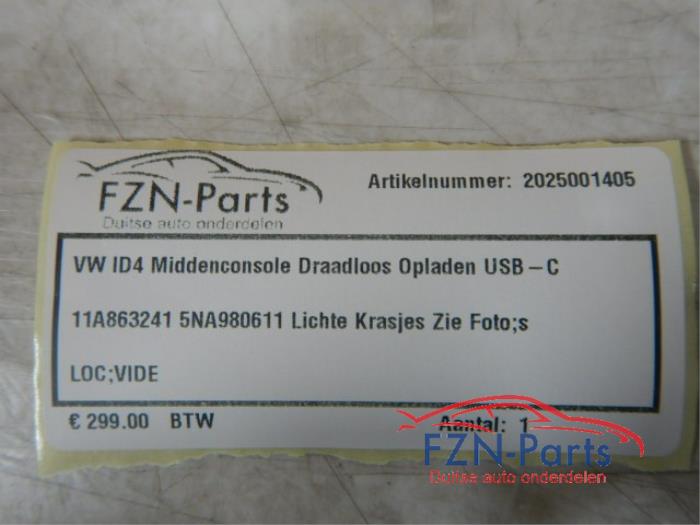 FZN-Parts
Duitse auto onderdelen
Artikelnummer: 2025001405
VW ID4 Middenconsole Draadloos Opladen USB-C
11A863241 5NA980611 Lichte Krasjes Zie Foto;s
LOC;VIDE
€ 299.00 BTW
Aantal: 1
FZN-Parts
Duitse auto onderdelen